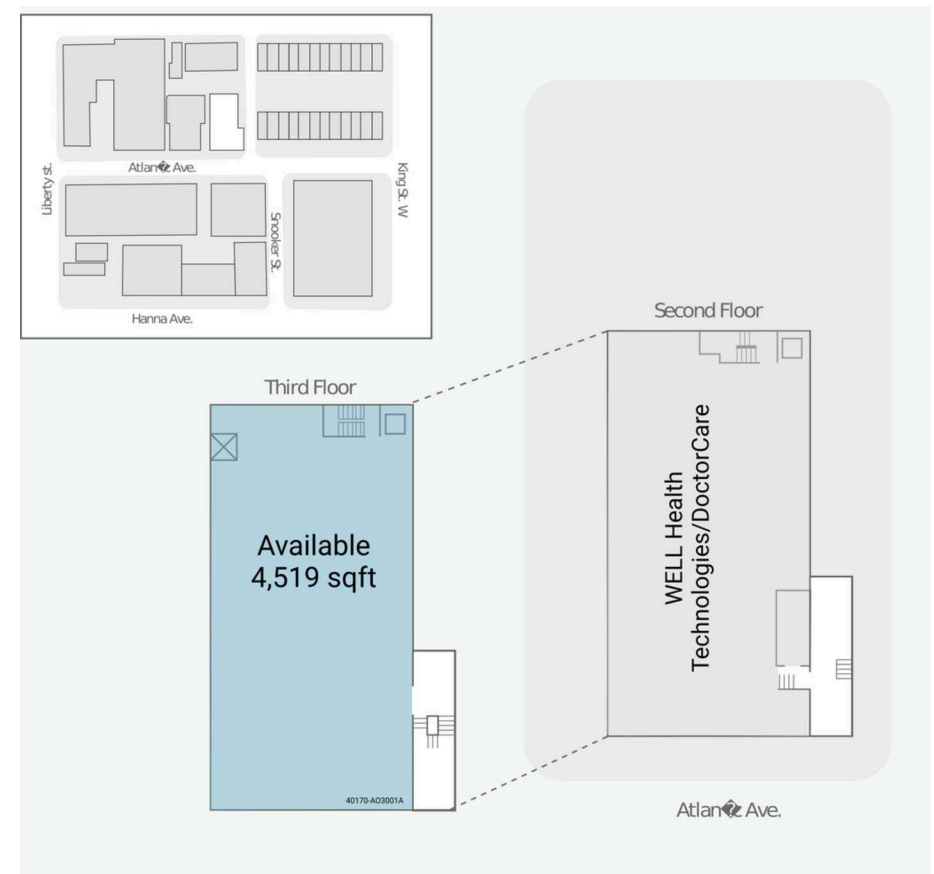 Atlan�c Ave.
Liberty st.
King St. W
Snooker St.
Hanna Ave.
Second Floor
Third Floor
WELL Health
Technologies/DoctorCare
Available
4,519 sqft
40170-AO3001A
Atlan�c Ave.